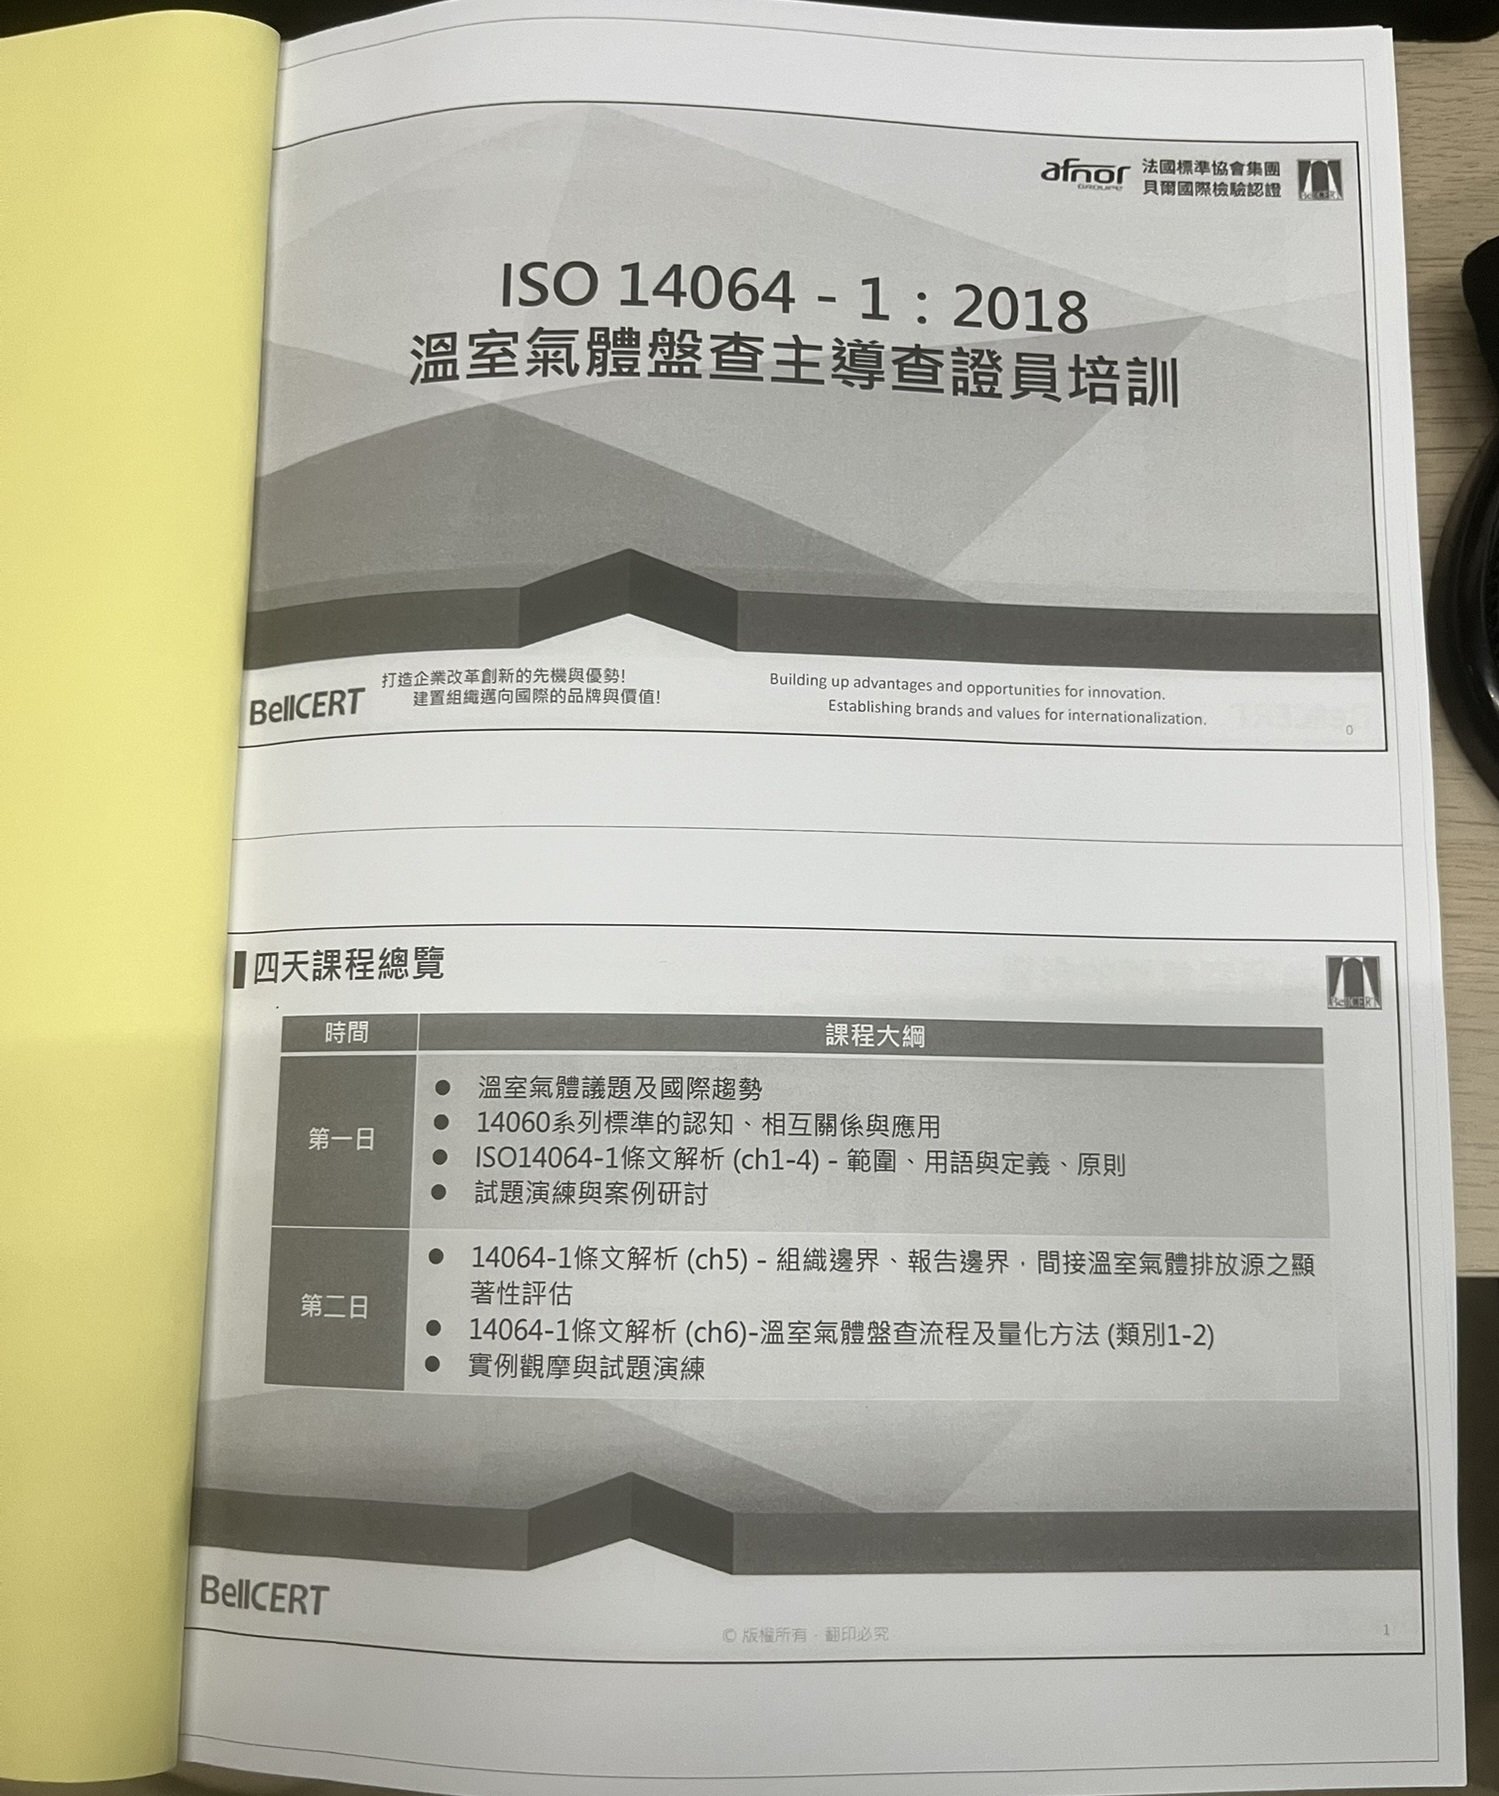 afnor 法國標準協會集團
GROUPE 貝爾國際檢驗認證
BellCERT
ISO 14064 - 1：2018
溫室氣體盤查主導查證員培訓
打造企業改革創新的先機與優勢!
建置組織邁向國際的品牌與價值!
BellCERT
Building up advantages and opportunities for innovation.
Establishing brands and values for internationalization.
0
四天課程總覽
BellCERT
時間 課程大綱
第一日
● 溫室氣體議題及國際趨勢
● 14060系列標準的認知、相互關係與應用
● ISO14064-1條文解析 (ch1-4) - 範圍、用語與定義、原則
● 試題演練與案例研討
第二日
● 14064-1條文解析 (ch5) - 組織邊界、報告邊界，間接溫室氣體排放源之顯
著性評估
● 14064-1條文解析 (ch6)-溫室氣體盤查流程及量化方法 (類別1-2)
● 實例觀摩與試題演練
BellCERT
© 版權所有．翻印必究
1